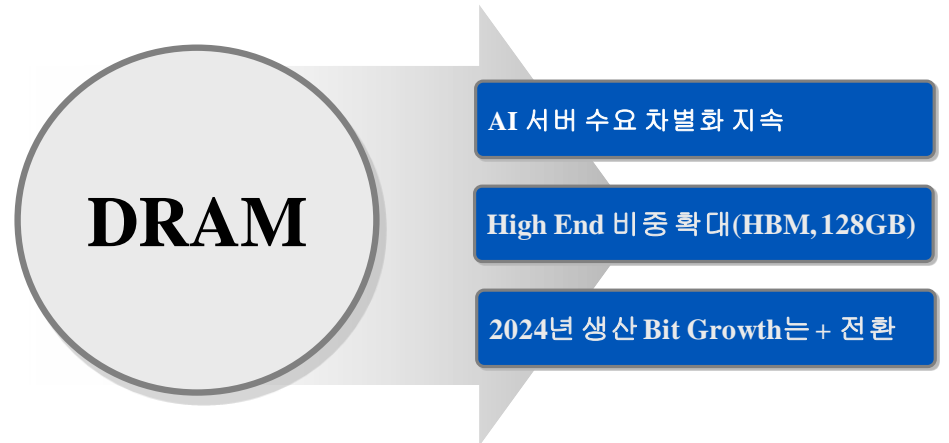 DRAM
AI 서버 수요 차별화 지속
High End 비중 확대(HBM, 128GB)
2024년 생산 Bit Growth는 + 전환